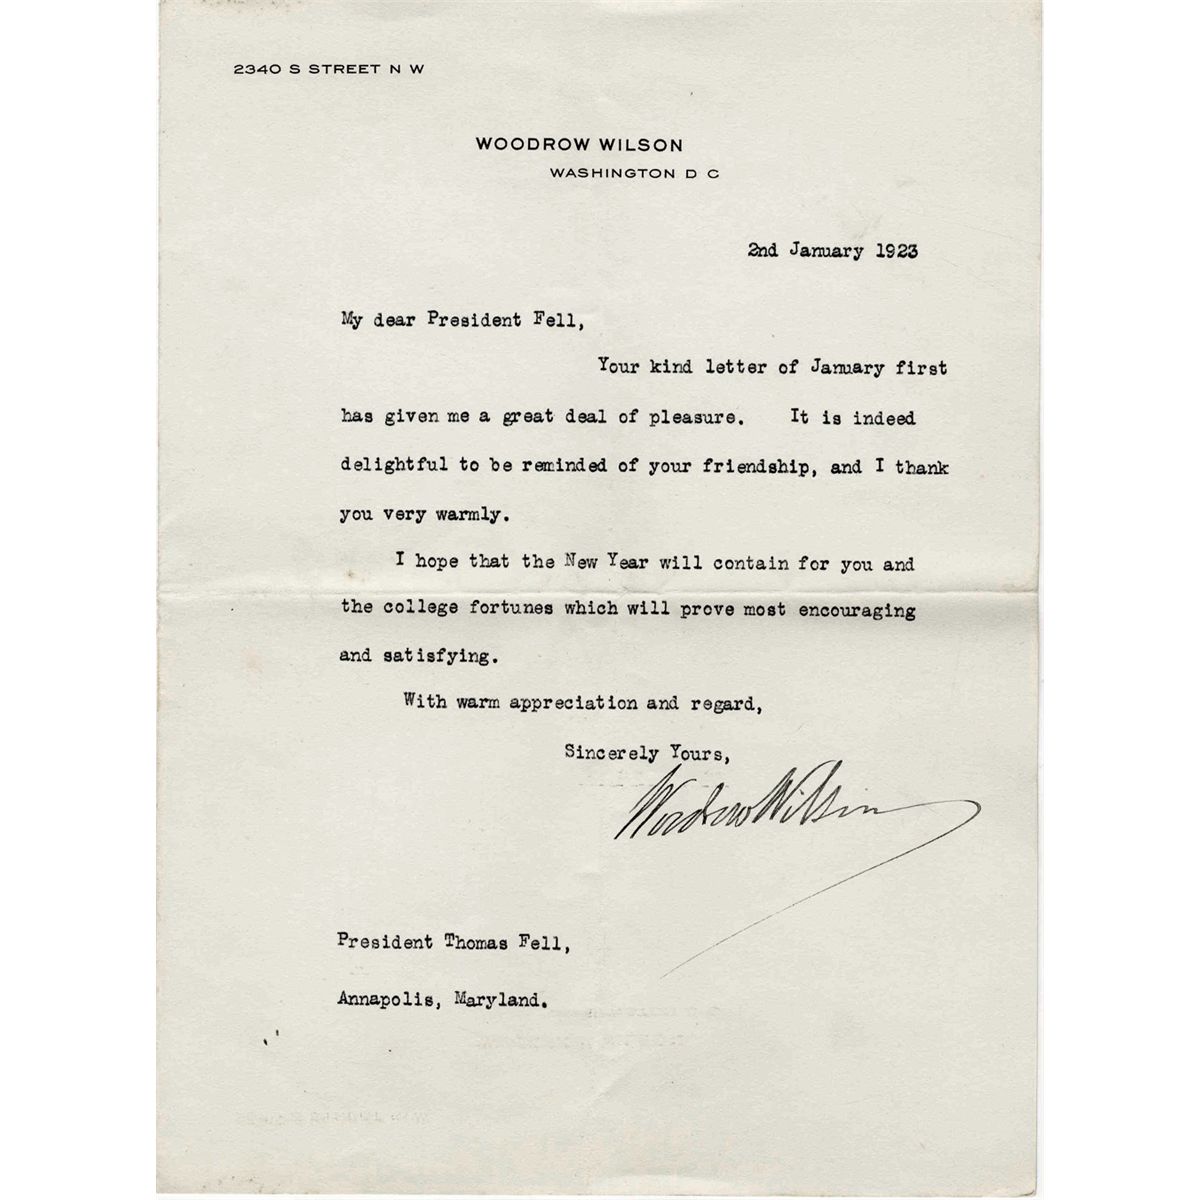 2340 S STREET N W
WOODROW WILSON
WASHINGTON D C
2nd January 1923
My dear President Fell,
Your kind letter of January first
has given me a great deal of pleasure. It is indeed
delightful to be reminded of your friendship, and I thank
you very warmly.
I hope that the New Year will contain for you and
the college fortunes which will prove most encouraging
and satisfying.
With warm appreciation and regard,
Sincerely Yours,
Woodrow Wilson
President Thomas Fell,
Annapolis, Maryland.